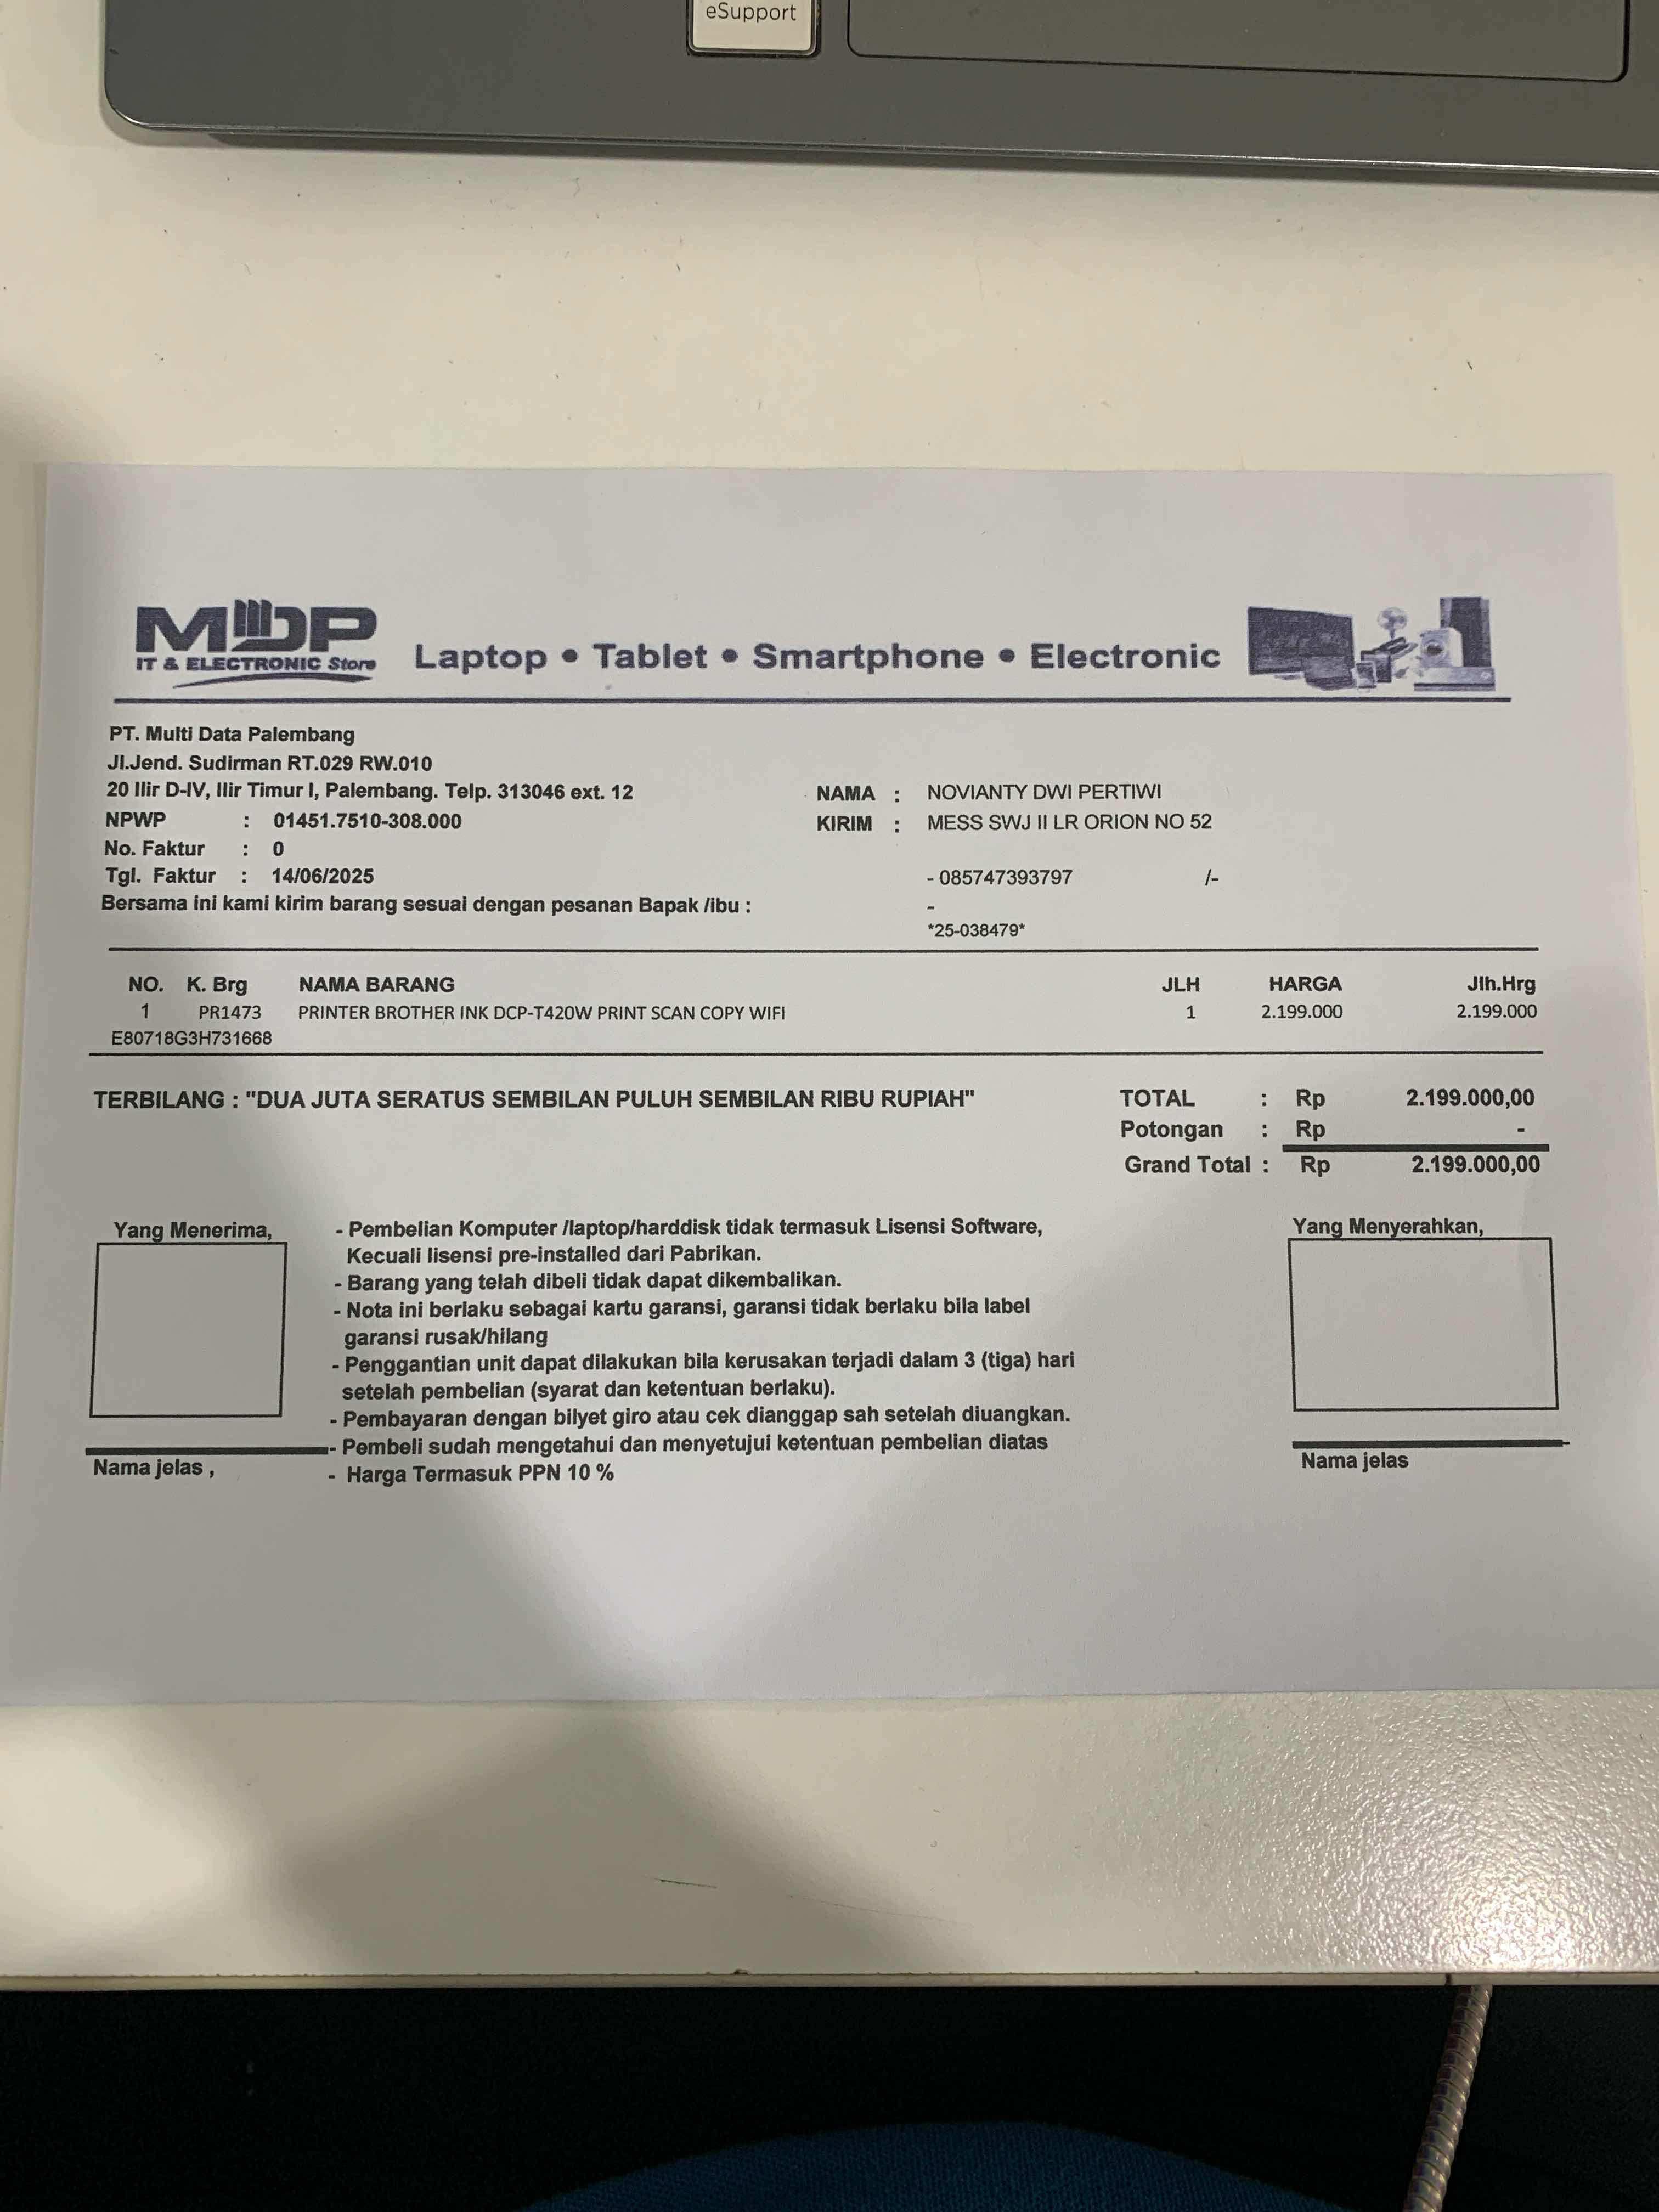 eSupport
MDP
IT & ELECTRONIC Store
Laptop • Tablet • Smartphone • Electronic
PT. Multi Data Palembang
Jl.Jend. Sudirman RT.029 RW.010
20 Ilir D-IV, Ilir Timur I, Palembang. Telp. 313046 ext. 12
NPWP : 01451.7510-308.000
No. Faktur : 0
Tgl. Faktur : 14/06/2025
Bersama ini kami kirim barang sesuai dengan pesanan Bapak /ibu :
NAMA : NOVIANTY DWI PERTIWI
KIRIM : MESS SWJ II LR ORION NO 52
- 085747393797 /-
-
*25-038479*
NO. K. Brg NAMA BARANG JLH HARGA Jlh.Hrg
1 PR1473 PRINTER BROTHER INK DCP-T420W PRINT SCAN COPY WIFI 1 2.199.000 2.199.000
E80718G3H731668
TERBILANG : "DUA JUTA SERATUS SEMBILAN PULUH SEMBILAN RIBU RUPIAH"
TOTAL : Rp 2.199.000,00
Potongan : Rp -
Grand Total : Rp 2.199.000,00
Yang Menerima,
- Pembelian Komputer /laptop/harddisk tidak termasuk Lisensi Software,
Kecuali lisensi pre-installed dari Pabrikan.
- Barang yang telah dibeli tidak dapat dikembalikan.
- Nota ini berlaku sebagai kartu garansi, garansi tidak berlaku bila label
garansi rusak/hilang
- Penggantian unit dapat dilakukan bila kerusakan terjadi dalam 3 (tiga) hari
setelah pembelian (syarat dan ketentuan berlaku).
- Pembayaran dengan bilyet giro atau cek dianggap sah setelah diuangkan.
- Pembeli sudah mengetahui dan menyetujui ketentuan pembelian diatas
- Harga Termasuk PPN 10 %
Nama jelas ,
Yang Menyerahkan,
Nama jelas